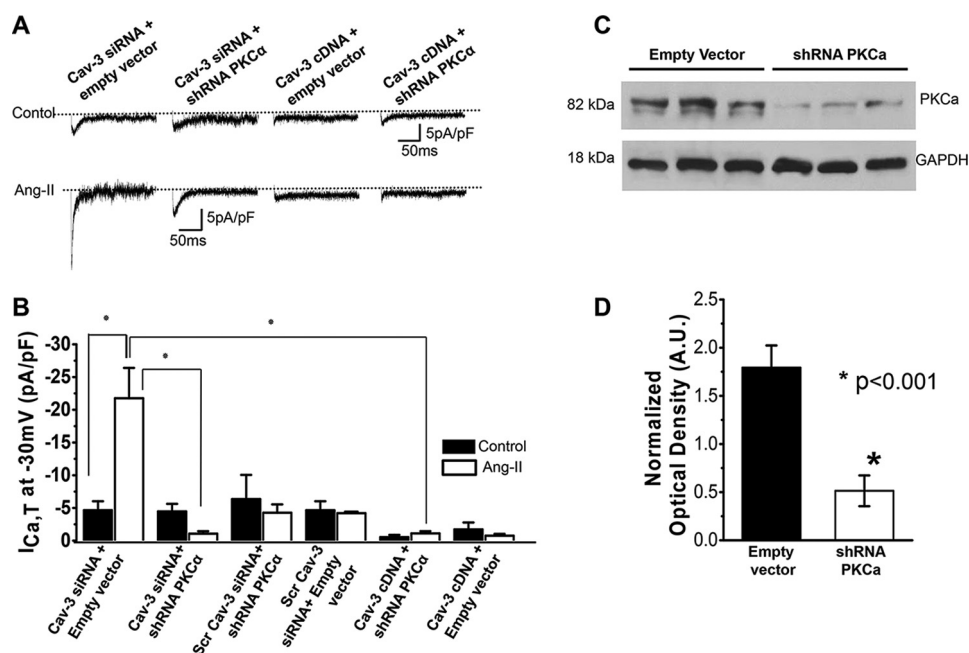 A
Cav-3 siRNA +
empty vector
Cav-3 siRNA +
shRNA PKCα
Cav-3 cDNA +
empty vector
Cav-3 cDNA +
shRNA PKCα
Control
5pA/pF
50ms
Ang-II
5pA/pF
50ms
B
I Ca,T at -30mV (pA/pF)
-30
-25
-20
-15
-10
-5
0
*
*
*
Control
Ang-II
Cav-3 siRNA +
Empty vector
Cav-3 siRNA+
shRNA PKCα
Scr Cav-3 siRNA+
shRNA PKCα
Scr Cav-3
siRNA+ Empty
vector
Cav-3 cDNA +
shRNA PKCα
Cav-3 cDNA +
Empty vector
C
Empty Vector
shRNA PKCa
82 kDa
PKCa
18 kDa
GAPDH
D
Normalized
Optical Density (A.U.)
2.5
2.0
1.5
1.0
0.5
0.0
* p<0.001
*
Empty
vector
shRNA
PKCa